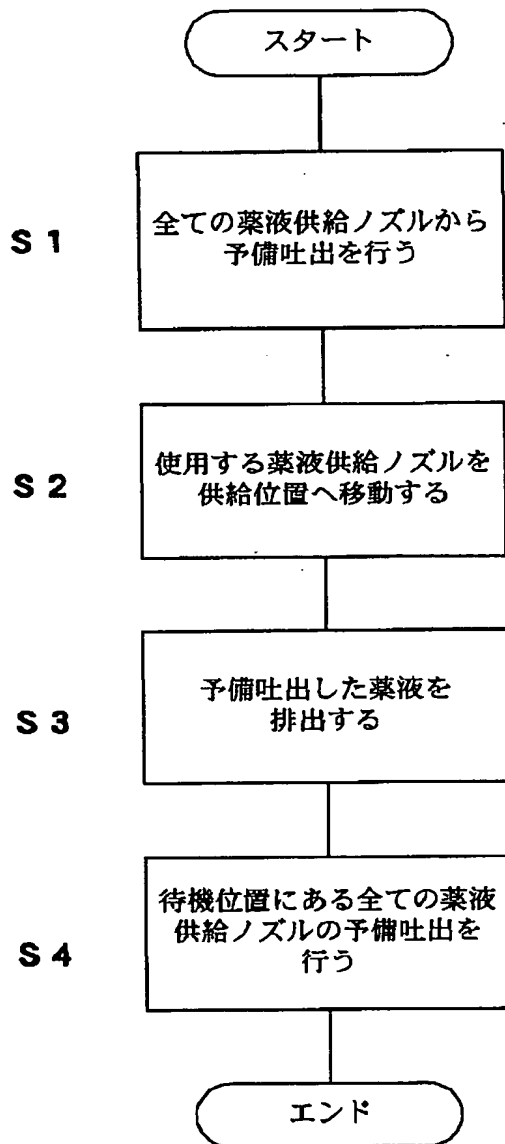 スタート
S 1
全ての薬液供給ノズルから
予備吐出を行う
S 2
使用する薬液供給ノズルを
供給位置へ移動する
S 3
予備吐出した薬液を
排出する
S 4
待機位置にある全ての薬液
供給ノズルの予備吐出を
行う
エンド